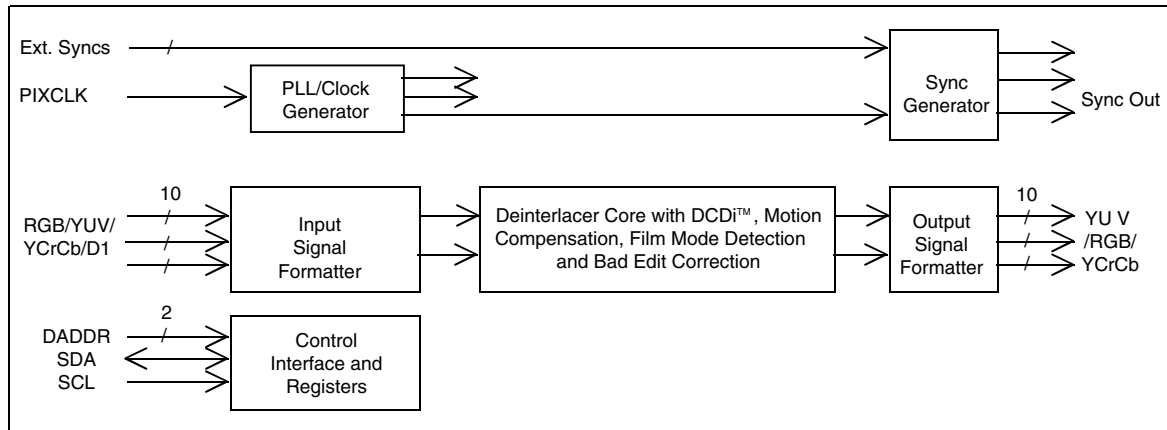 Ext. Syncs
PIXCLK
PLL/Clock
Generator
Sync
Generator
Sync Out
10
RGB/YUV/
YCrCb/D1
Input
Signal
Formatter
Deinterlacer Core with DCDi™, Motion
Compensation, Film Mode Detection
and Bad Edit Correction
Output
Signal
Formatter
10
YU V
/RGB/
YCrCb
2
DADDR
SDA
SCL
Control
Interface and
Registers